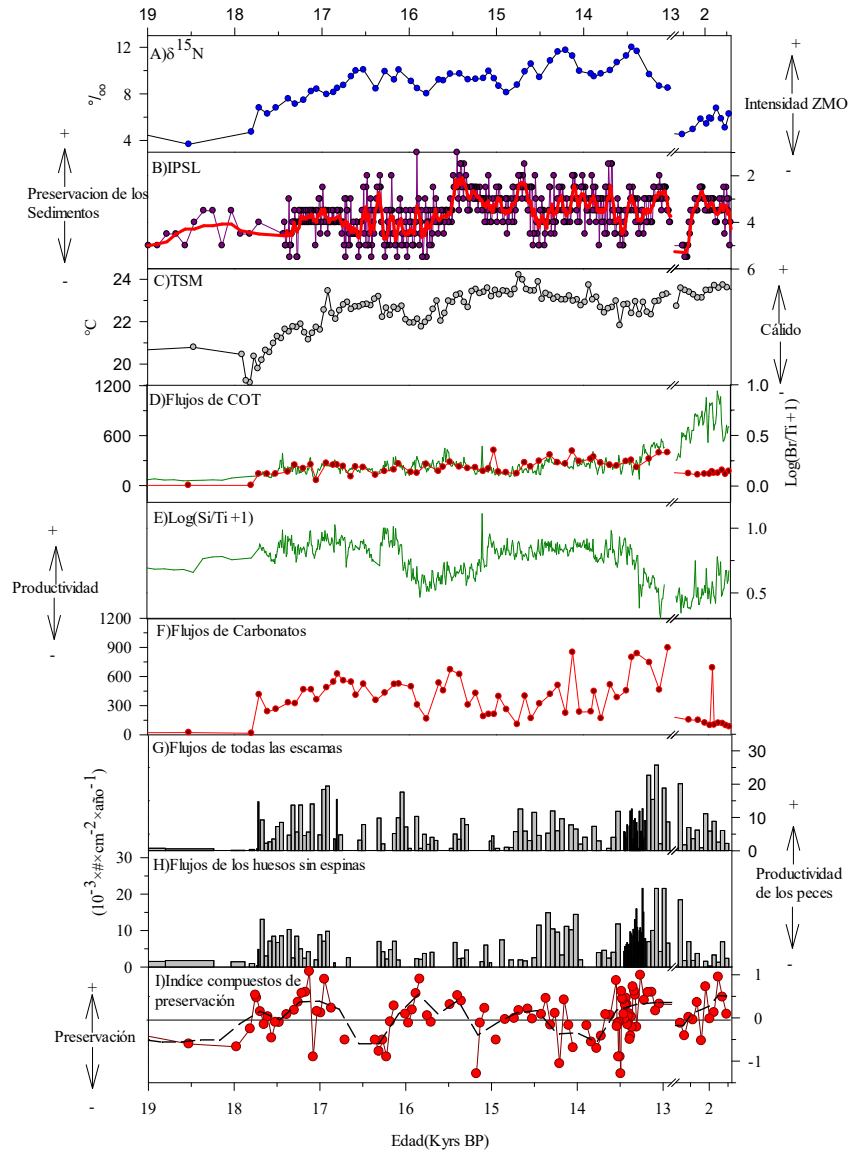 19 18 17 16 15 14 13 2
A)δ¹⁵N
12
8
4
°/₀₀
+
Intensidad ZMO
-
B)IPSL
2
4
6
+
Preservacion de los
Sedimentos
-
C)TSM
24
22
20
°C
+
Cálido
-
D)Flujos de COT
1200
600
0
1.0
0.5
0.0
Log(Br/Ti+1)
E)Log(Si/Ti+1)
1.0
0.5
+
Productividad
-
F)Flujos de Carbonatos
1200
900
600
300
0
G)Flujos de todas las escamas
30
20
10
0
(10⁻³×#×cm⁻²×año⁻¹)
H)Flujos de los huesos sin espinas
30
20
10
0
+
Productividad
de los peces
-
I)Indice compuestos de
preservación
1
0
-1
+
Preservación
-
19 18 17 16 15 14 13 2
Edad(Kyrs BP)